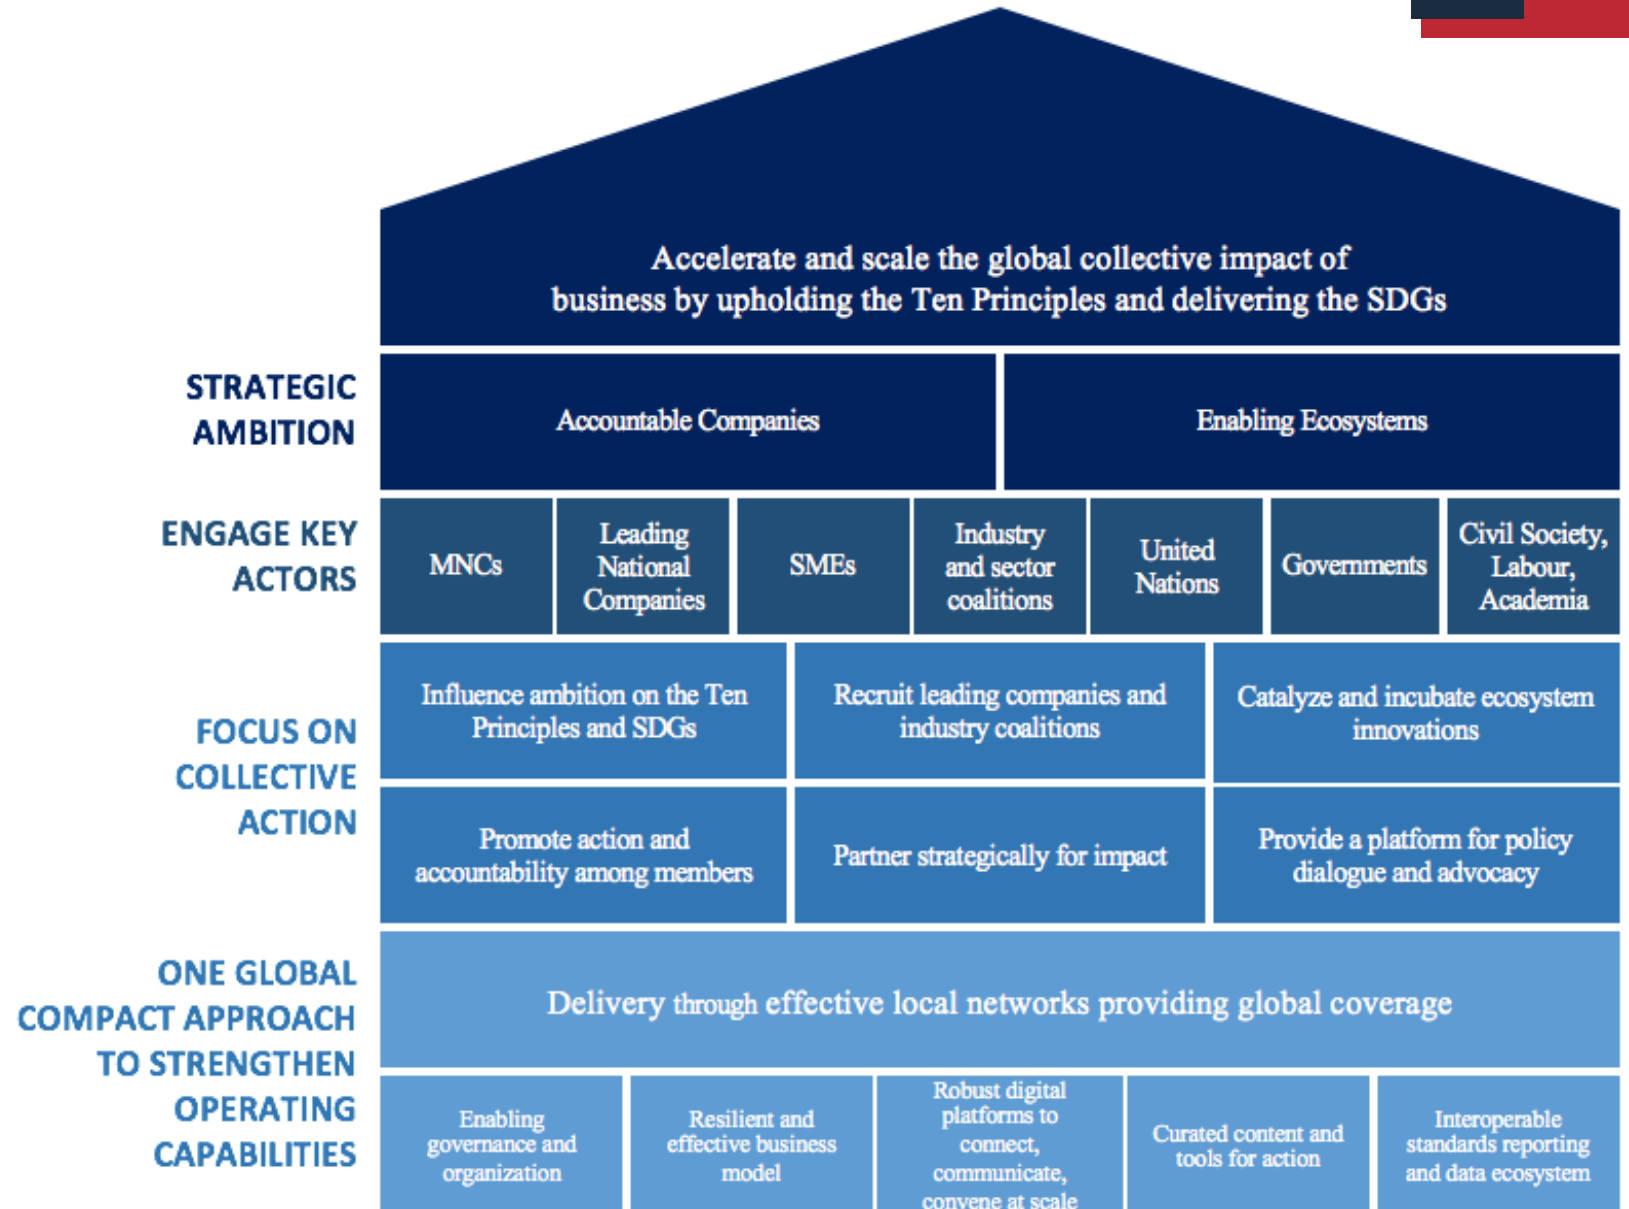 Accelerate and scale the global collective impact of
business by upholding the Ten Principles and delivering the SDGs
STRATEGIC
AMBITION
Accountable Companies
Enabling Ecosystems
ENGAGE KEY
ACTORS
MNCs
Leading
National
Companies
SMEs
Industry
and sector
coalitions
United
Nations
Governments
Civil Society,
Labour,
Academia
FOCUS ON
COLLECTIVE
ACTION
Influence ambition on the Ten
Principles and SDGs
Recruit leading companies and
industry coalitions
Catalyze and incubate ecosystem
innovations
Promote action and
accountability among members
Partner strategically for impact
Provide a platform for policy
dialogue and advocacy
ONE GLOBAL
COMPACT APPROACH
TO STRENGTHEN
OPERATING
CAPABILITIES
Delivery through effective local networks providing global coverage
Enabling
governance and
organization
Resilient and
effective business
model
Robust digital
platforms to
connect,
communicate,
convene at scale
Curated content and
tools for action
Interoperable
standards reporting
and data ecosystem